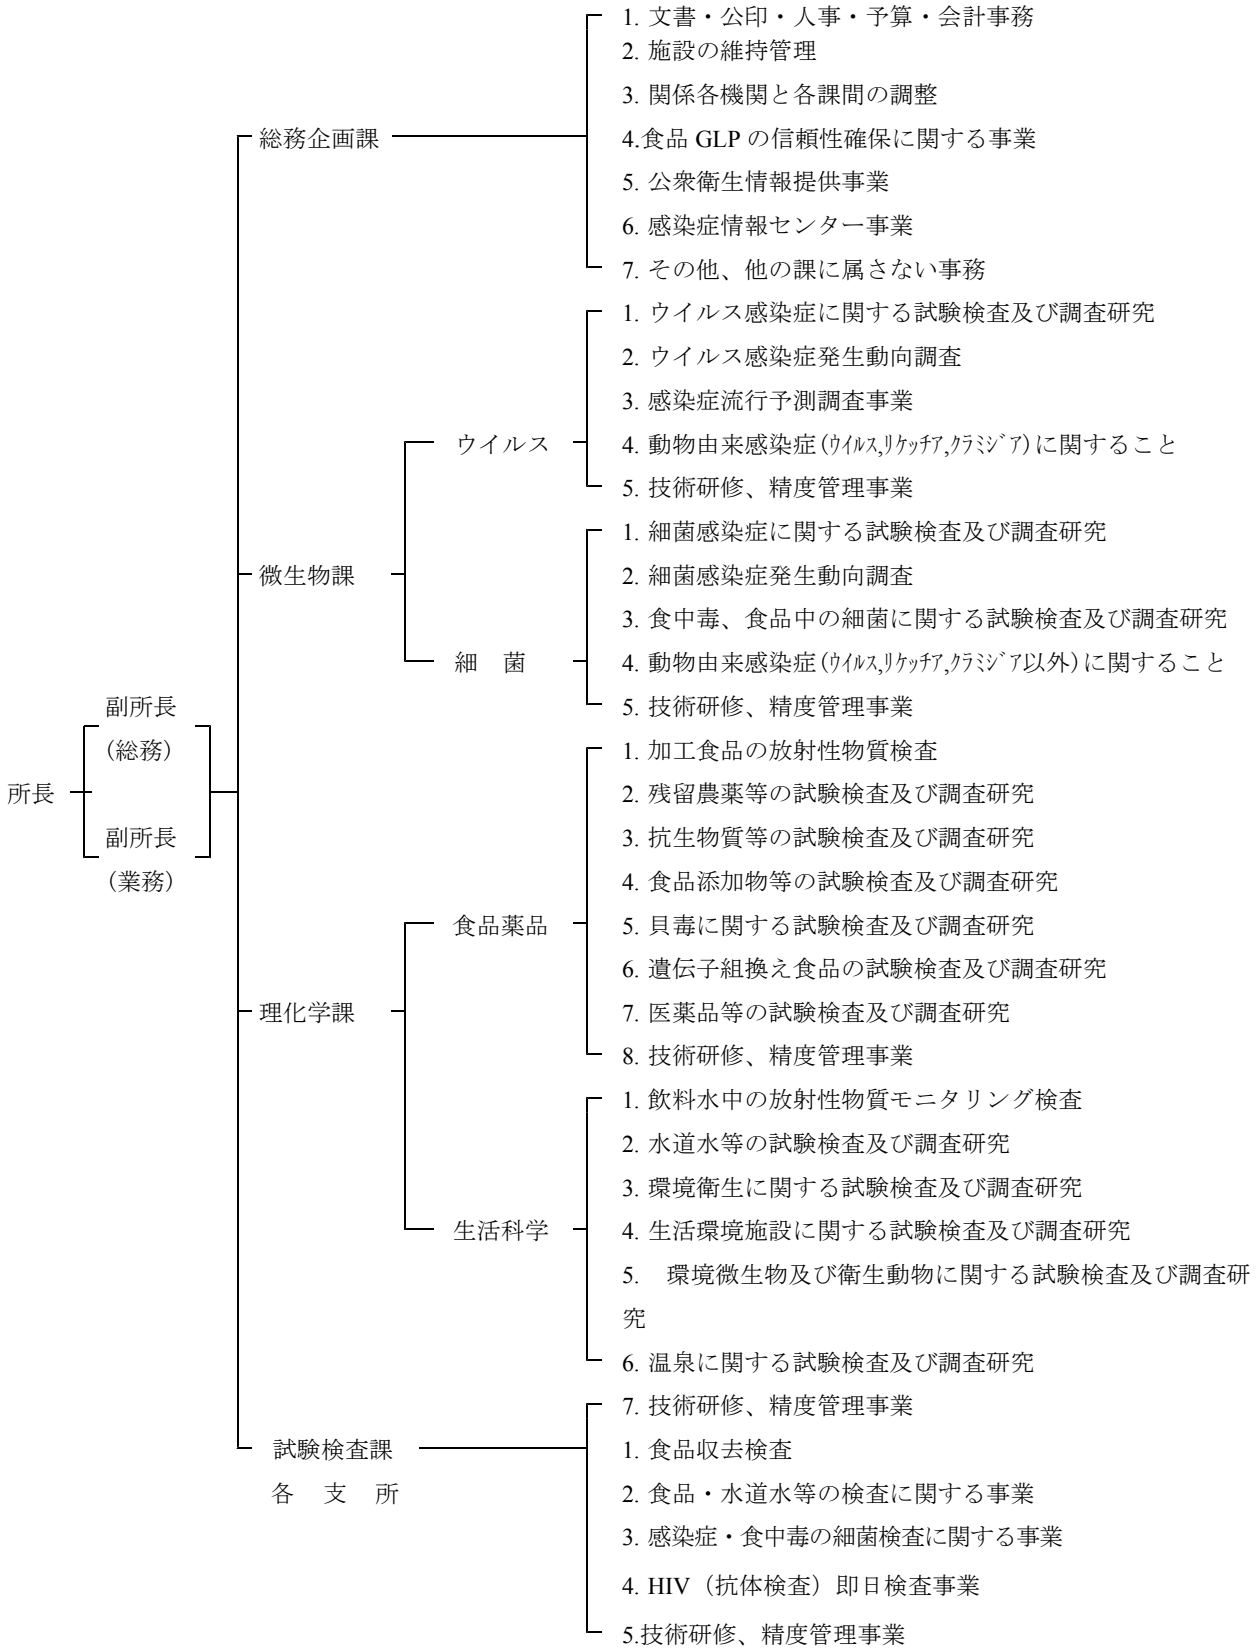 所長
副所長
(総務)
副所長
(業務)
総務企画課
1. 文書・公印・人事・予算・会計事務
2. 施設の維持管理
3. 関係各機関と各課間の調整
4.食品 GLP の信頼性確保に関する事業
5. 公衆衛生情報提供事業
6. 感染症情報センター事業
7. その他、他の課に属さない事務
微生物課
ウイルス
1. ウイルス感染症に関する試験検査及び調査研究
2. ウイルス感染症発生動向調査
3. 感染症流行予測調査事業
4. 動物由来感染症(ｳｲﾙｽ,ﾘｹｯﾁｱ,ｸﾗﾐｼﾞｱ)に関すること
5. 技術研修、精度管理事業
細　菌
1. 細菌感染症に関する試験検査及び調査研究
2. 細菌感染症発生動向調査
3. 食中毒、食品中の細菌に関する試験検査及び調査研究
4. 動物由来感染症(ｳｲﾙｽ,ﾘｹｯﾁｱ,ｸﾗﾐｼﾞｱ以外)に関すること
5. 技術研修、精度管理事業
理化学課
食品薬品
1. 加工食品の放射性物質検査
2. 残留農薬等の試験検査及び調査研究
3. 抗生物質等の試験検査及び調査研究
4. 食品添加物等の試験検査及び調査研究
5. 貝毒に関する試験検査及び調査研究
6. 遺伝子組換え食品の試験検査及び調査研究
7. 医薬品等の試験検査及び調査研究
8. 技術研修、精度管理事業
生活科学
1. 飲料水中の放射性物質モニタリング検査
2. 水道水等の試験検査及び調査研究
3. 環境衛生に関する試験検査及び調査研究
4. 生活環境施設に関する試験検査及び調査研究
5.　環境微生物及び衛生動物に関する試験検査及び調査研
究
6. 温泉に関する試験検査及び調査研究
7. 技術研修、精度管理事業
試験検査課
各　支　所
1. 食品収去検査
2. 食品・水道水等の検査に関する事業
3. 感染症・食中毒の細菌検査に関する事業
4. HIV（抗体検査）即日検査事業
5.技術研修、精度管理事業